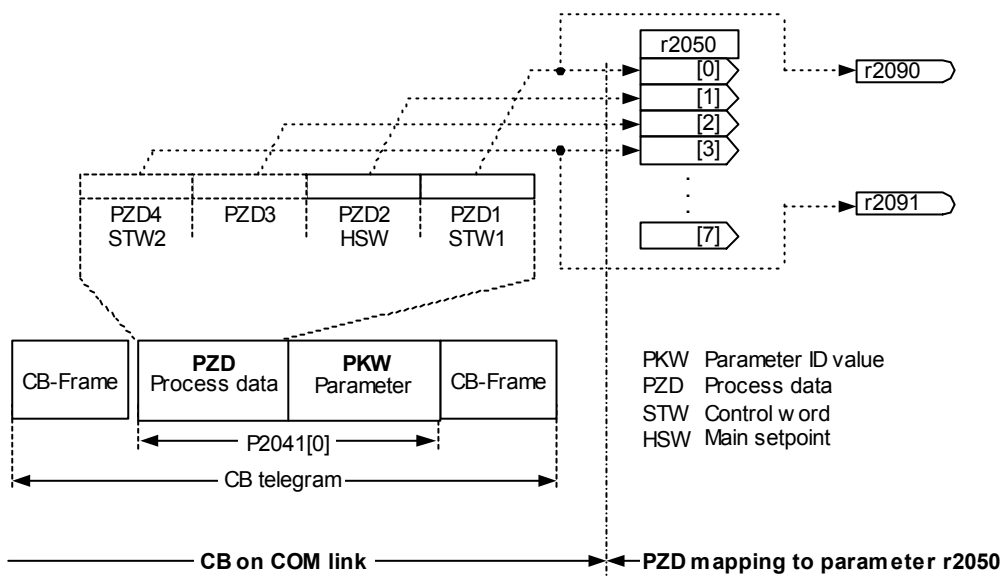 r2050
[0]
r2090
[1]
[2]
[3]
PZD4
STW2
PZD3
PZD2
HSW
PZD1
STW1
r2091
[7]
CB-Frame
PZD
Process data
PKW
Parameter
CB-Frame
P2041[0]
CB telegram
PKW Parameter ID value
PZD Process data
STW Control word
HSW Main setpoint
CB on COM link
PZD mapping to parameter r2050